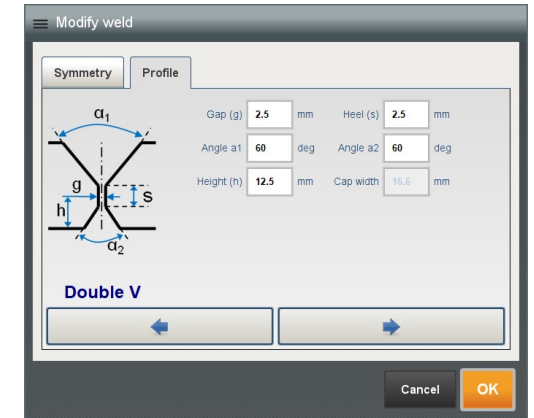 Modify weld
Symmetry Profile
α1
g
h
s
α2
Gap (g) 2.5 mm Heel (s) 2.5 mm
Angle a1 60 deg Angle a2 60 deg
Height (h) 12.5 mm Cap width 16.6 mm
Double V
Cancel OK